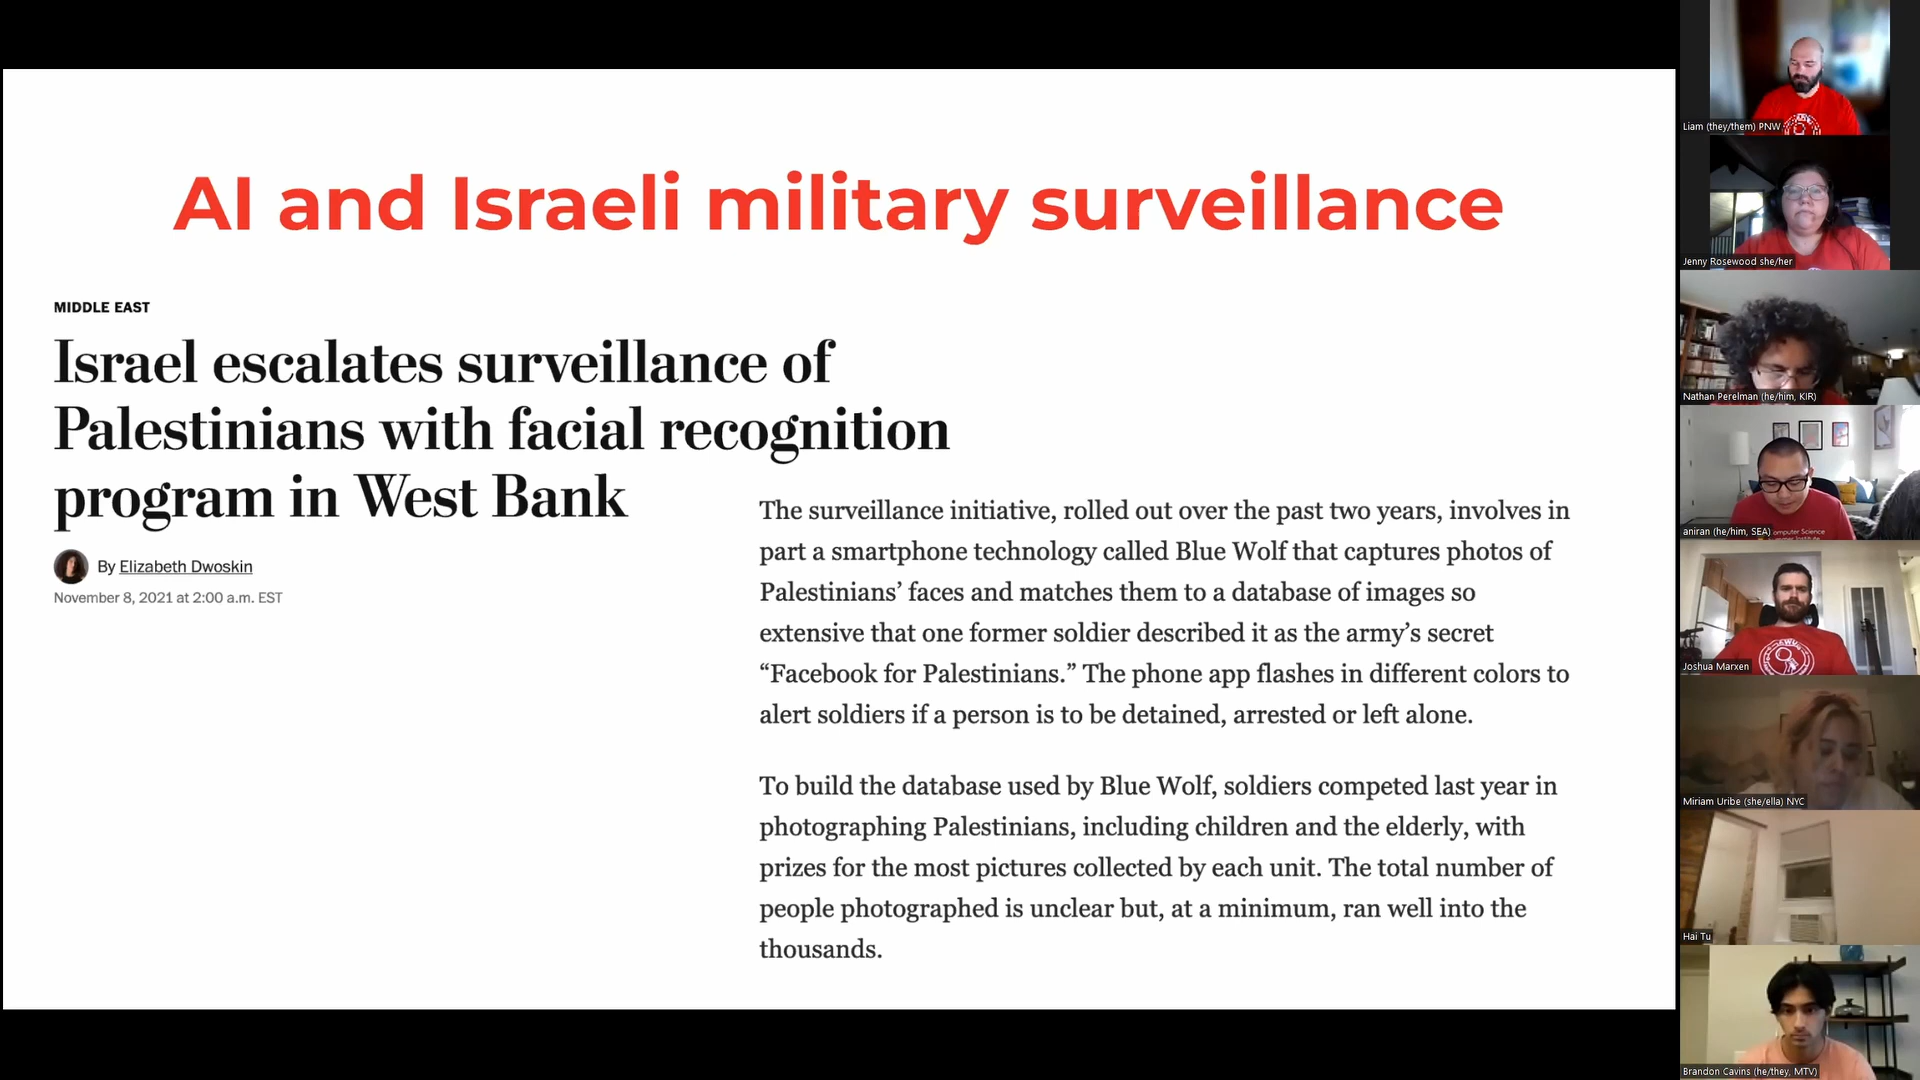 AI and Israeli military surveillance
MIDDLE EAST
Israel escalates surveillance of
Palestinians with facial recognition
program in West Bank
By Elizabeth Dwoskin
November 8, 2021 at 2:00 a.m. EST
The surveillance initiative, rolled out over the past two years, involves in
part a smartphone technology called Blue Wolf that captures photos of
Palestinians’ faces and matches them to a database of images so
extensive that one former soldier described it as the army’s secret
“Facebook for Palestinians.” The phone app flashes in different colors to
alert soldiers if a person is to be detained, arrested or left alone.
To build the database used by Blue Wolf, soldiers competed last year in
photographing Palestinians, including children and the elderly, with
prizes for the most pictures collected by each unit. The total number of
people photographed is unclear but, at a minimum, ran well into the
thousands.
Liam (they/them) PNW
Jenny Rosewood she/her
Nathan Perelman (he/him, KIR)
aniran (he/him, SEA)
omputer Science
Joshua Marxen
Miriam Uribe (she/ella) NYC
Hai Tu
Brandon Cavins (he/they, MTV)